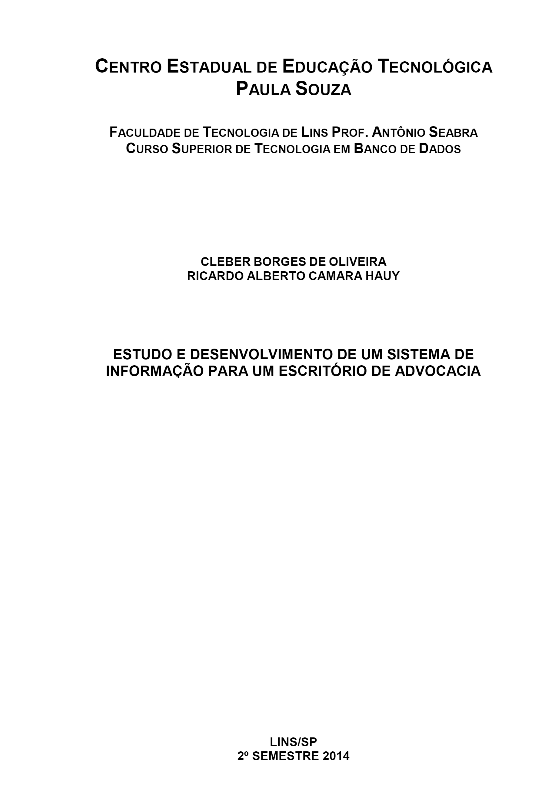 CENTRO ESTADUAL DE EDUCAÇÃO TECNOLÓGICA
PAULA SOUZA
FACULDADE DE TECNOLOGIA DE LINS PROF. ANTÔNIO SEABRA
CURSO SUPERIOR DE TECNOLOGIA EM BANCO DE DADOS
CLEBER BORGES DE OLIVEIRA
RICARDO ALBERTO CAMARA HAUY
ESTUDO E DESENVOLVIMENTO DE UM SISTEMA DE
INFORMAÇÃO PARA UM ESCRITÓRIO DE ADVOCACIA
LINS/SP
2º SEMESTRE 2014